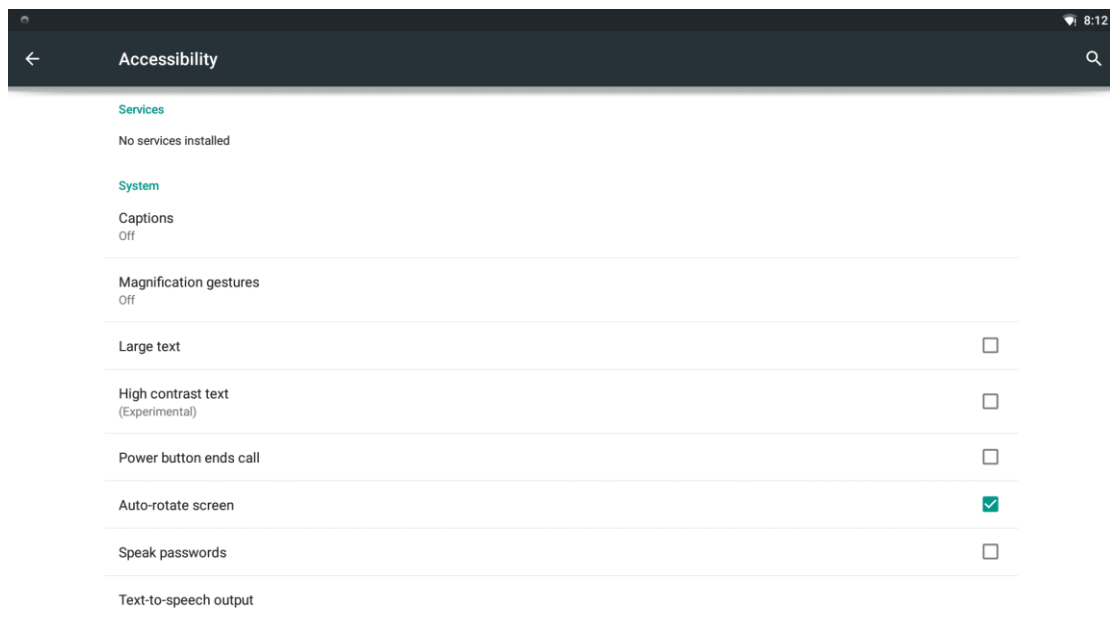 8:12
Accessibility
Services
No services installed
System
Captions
Off
Magnification gestures
Off
Large text
High contrast text
(Experimental)
Power button ends call
Auto-rotate screen
Speak passwords
Text-to-speech output